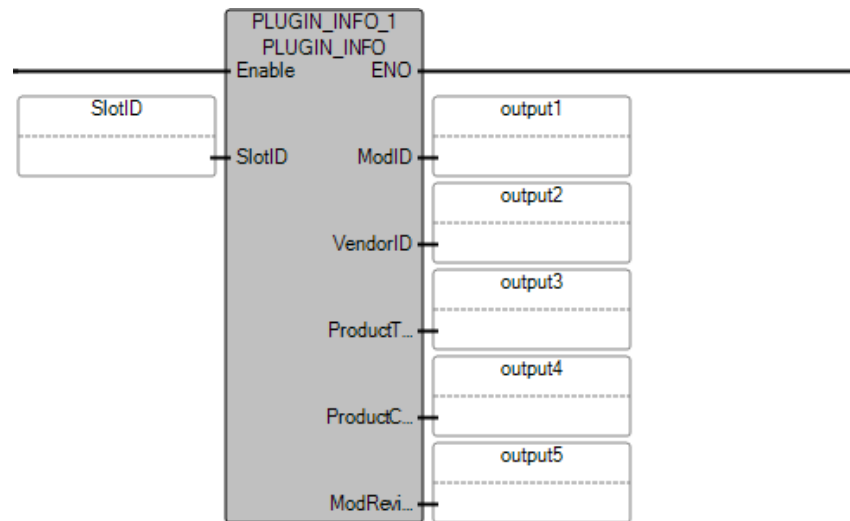 PLUGIN_INFO_1
PLUGIN_INFO
Enable ENO
SlotID
output1
SlotID ModID
output2
VendorID
output3
ProductT...
output4
ProductC...
output5
ModRevi...